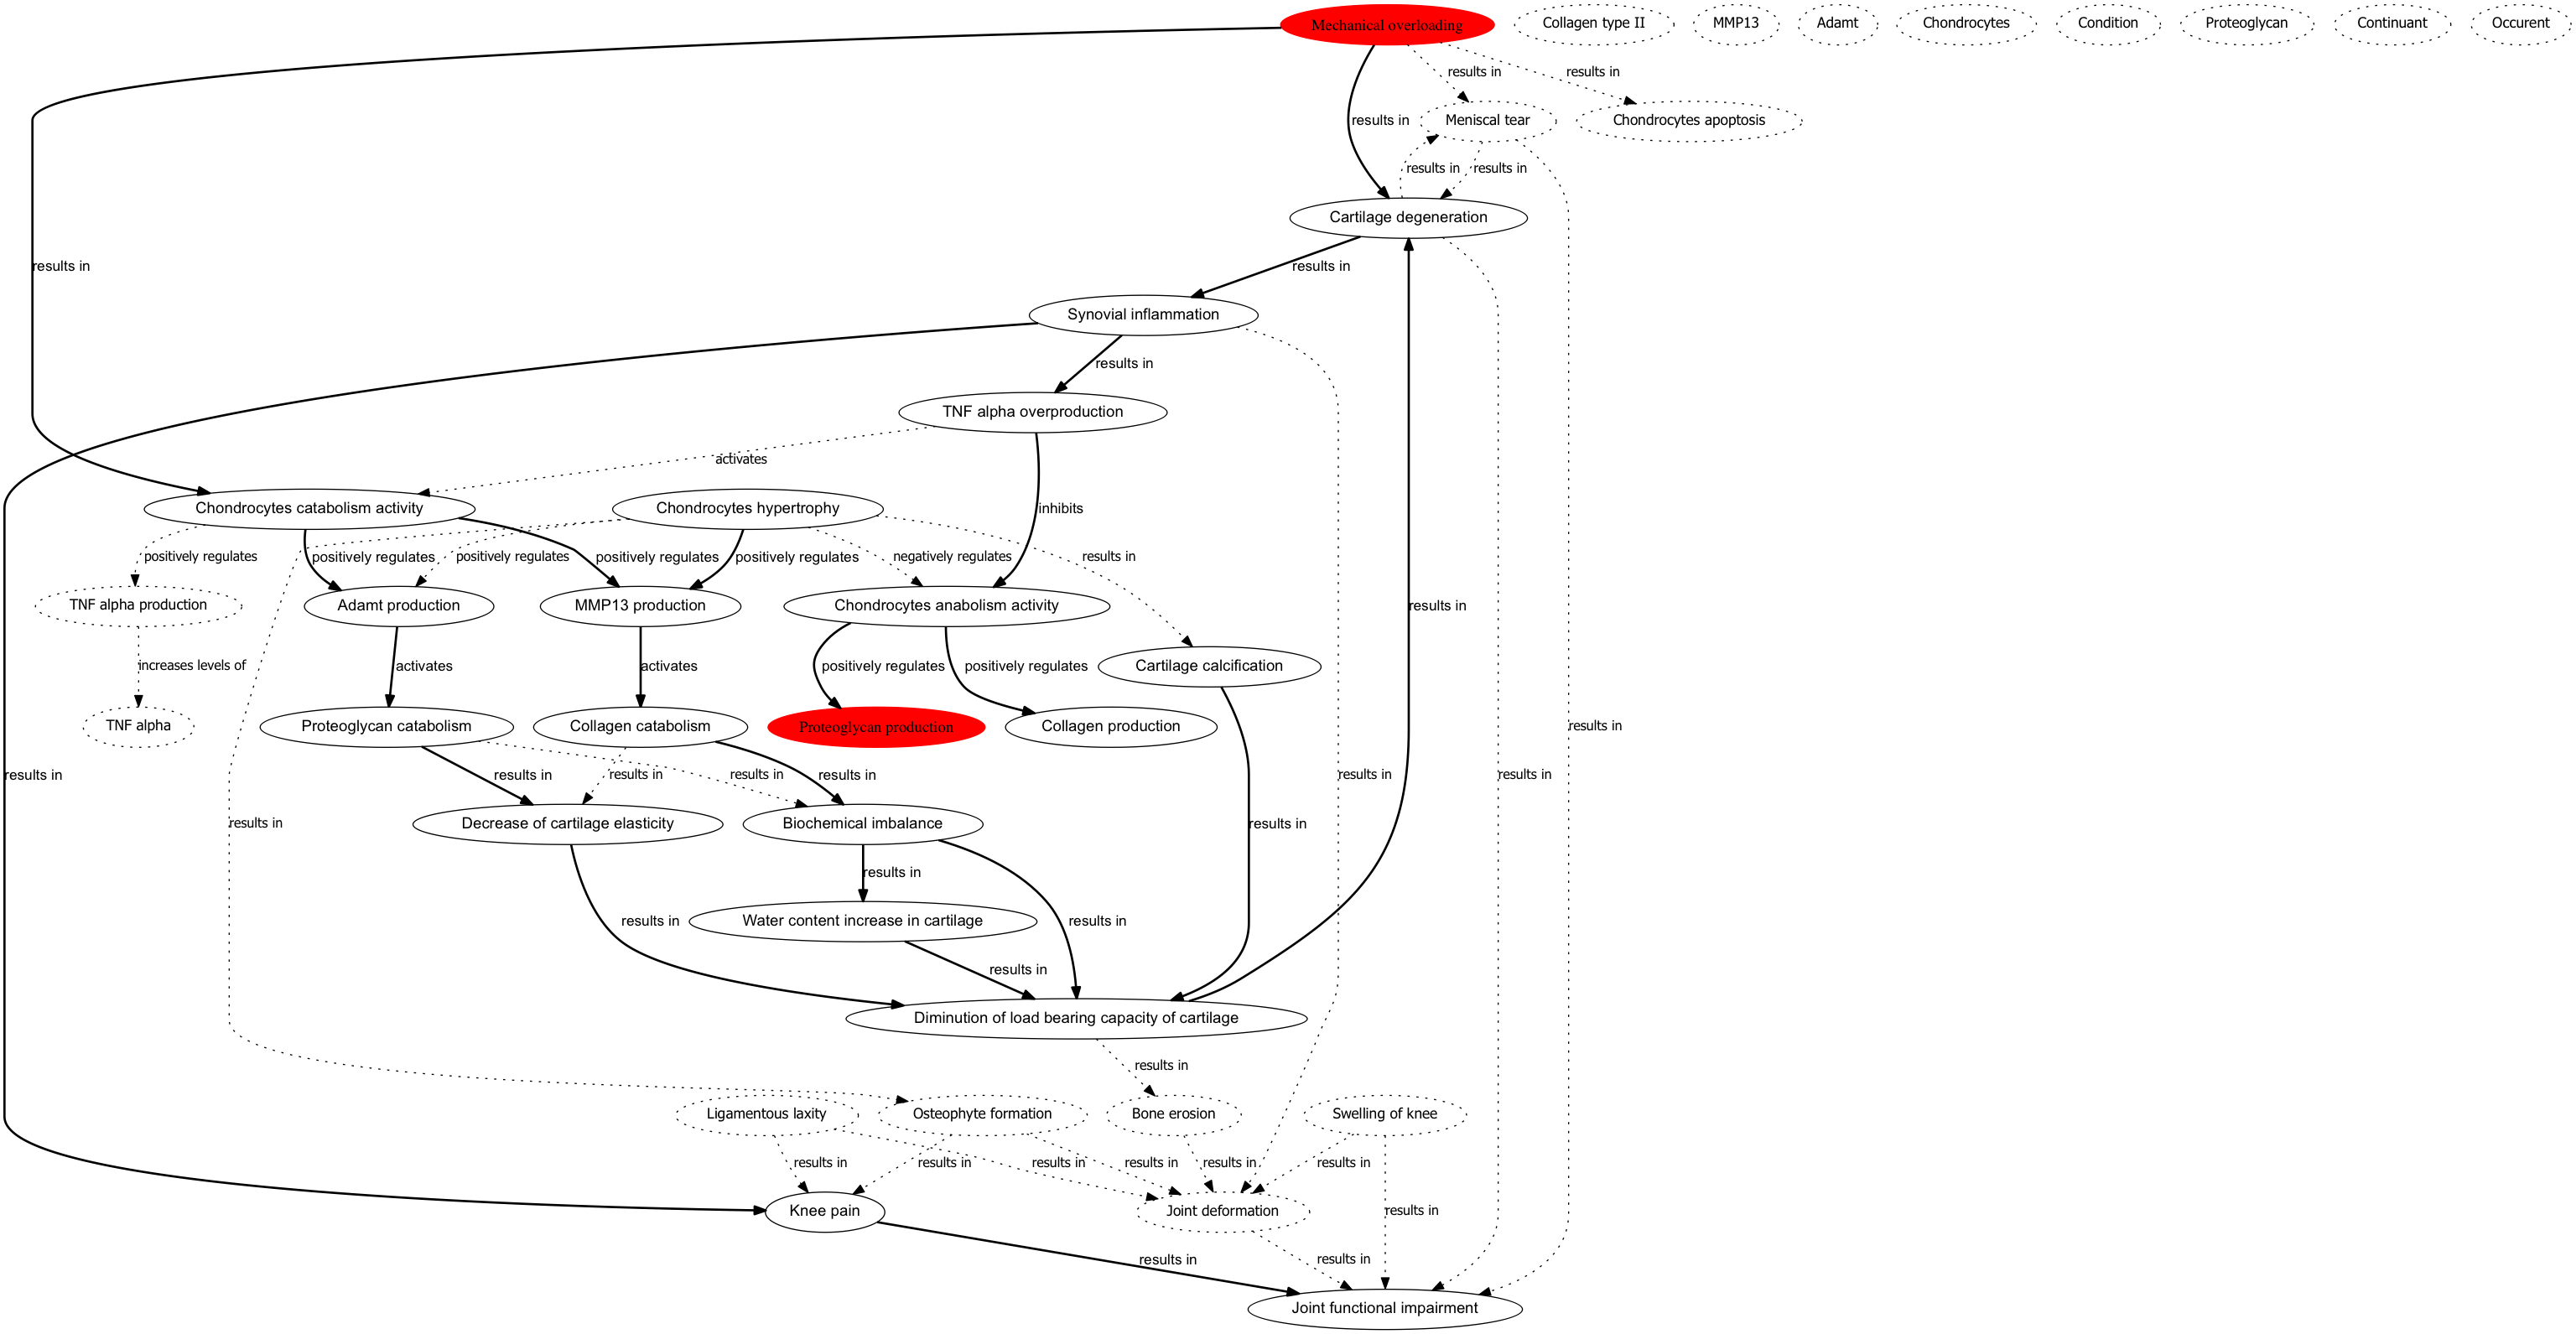 Mechanical overloading
Collagen type II
MMP13
Adamt
Chondrocytes
Condition
Proteoglycan
Continuant
Occurent
results in
results in
results in
Meniscal tear
Chondrocytes apoptosis
results in
results in
results in
Cartilage degeneration
results in
results in
Synovial inflammation
results in
TNF alpha overproduction
activates
Chondrocytes catabolism activity
Chondrocytes hypertrophy
inhibits
positively regulates
positively regulates
positively regulates
positively regulates
positively regulates
negatively regulates
results in
TNF alpha production
Adamt production
MMP13 production
Chondrocytes anabolism activity
results in
increases levels of
activates
activates
positively regulates
positively regulates
Cartilage calcification
TNF alpha
Proteoglycan catabolism
Collagen catabolism
Proteoglycan production
Collagen production
results in
results in
results in
results in
results in
results in
results in
results in
results in
Decrease of cartilage elasticity
Biochemical imbalance
results in
results in
Water content increase in cartilage
results in
results in
results in
Diminution of load bearing capacity of cartilage
results in
Ligamentous laxity
Osteophyte formation
Bone erosion
Swelling of knee
results in
results in
results in
results in
results in
results in
Knee pain
Joint deformation
results in
results in
results in
Joint functional impairment